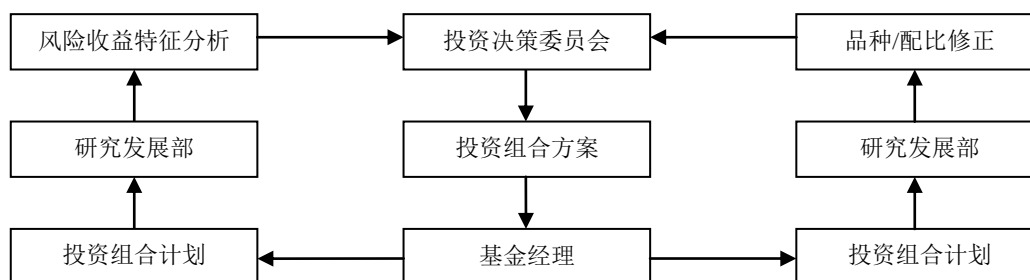 风险收益特征分析
投资决策委员会
品种/配比修正
研究发展部
投资组合方案
研究发展部
投资组合计划
基金经理
投资组合计划